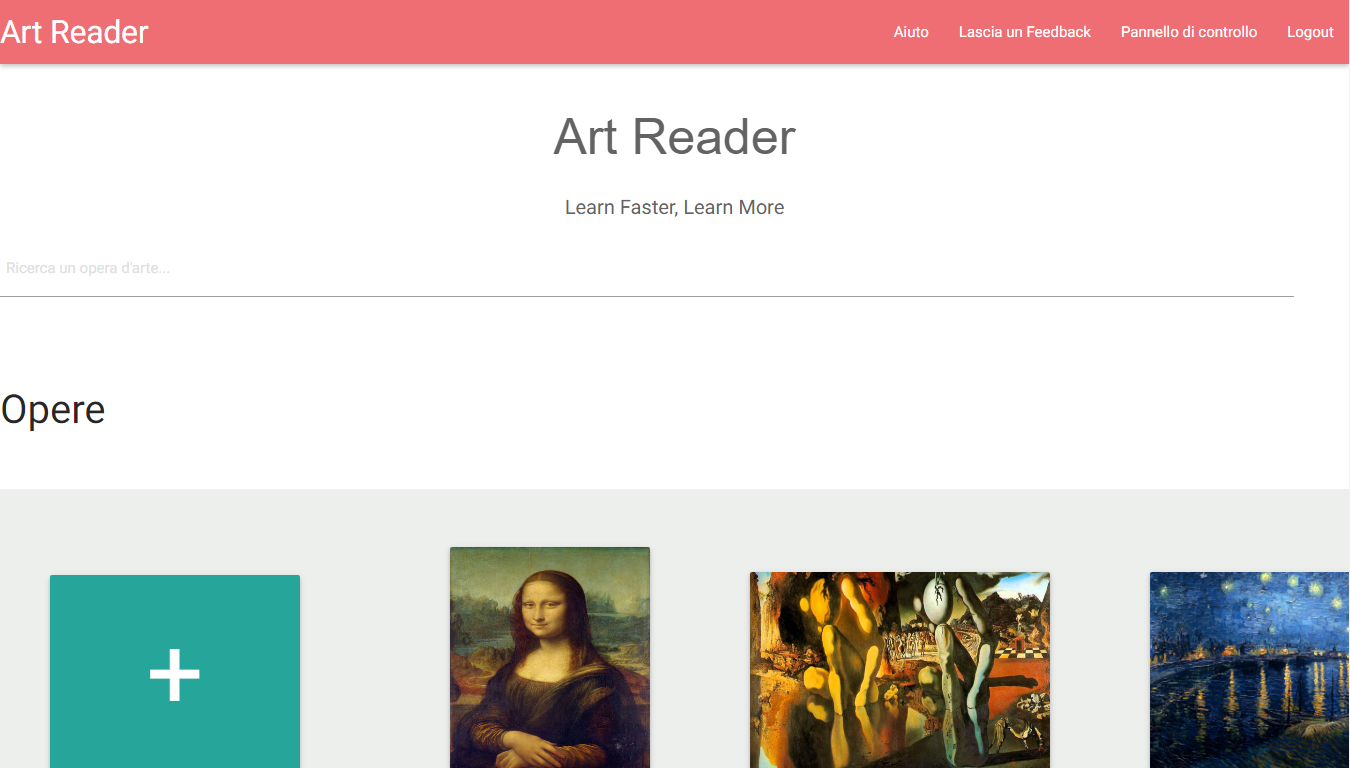 Art Reader
Aiuto
Lascia un Feedback
Pannello di controllo
Logout
Art Reader
Learn Faster, Learn More
Ricerca un opera d'arte...
Opere
+